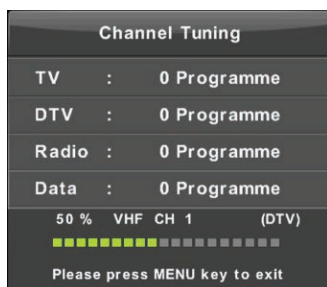 Channel Tuning
TV : 0 Programme
DTV : 0 Programme
Radio : 0 Programme
Data : 0 Programme
50 % VHF CH 1 (DTV)
Please press MENU key to exit